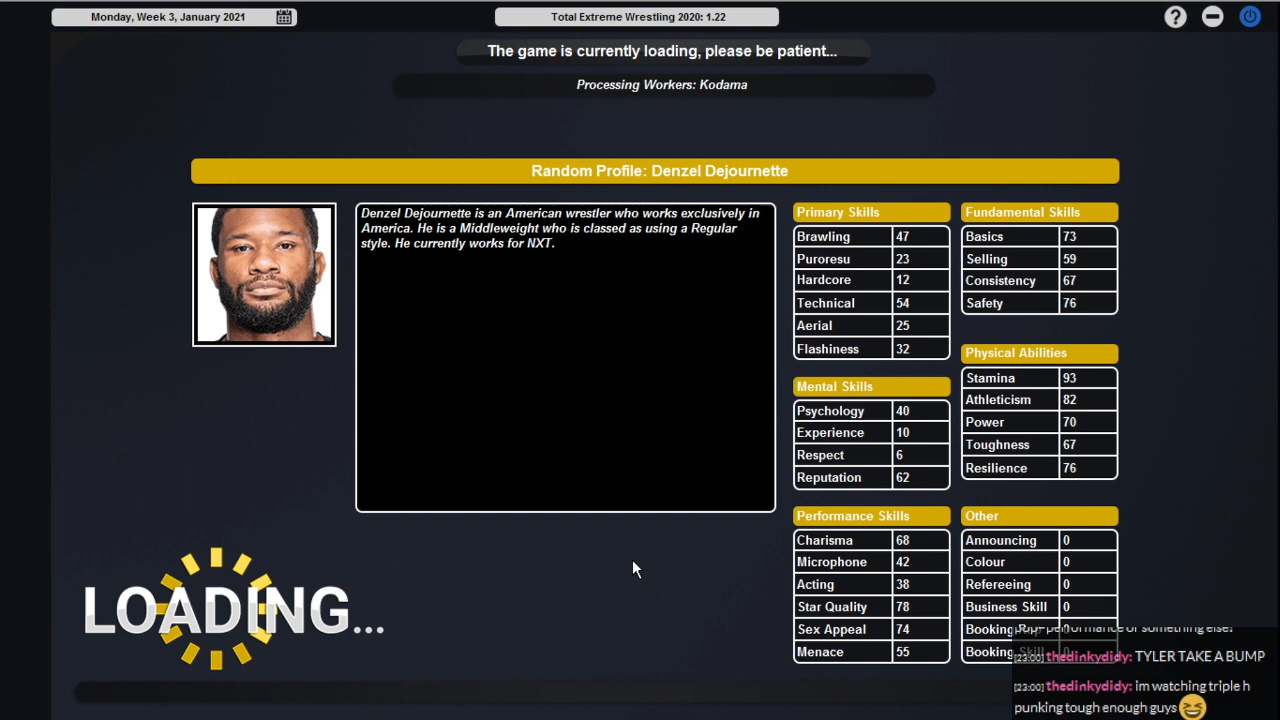 Monday, Week 3, January 2021
Total Extreme Wrestling 2020: 1.22
?
The game is currently loading, please be patient...
Processing Workers: Kodama
Random Profile: Denzel Dejournette
Denzel Dejournette is an American wrestler who works exclusively in
America. He is a Middleweight who is classed as using a Regular
style. He currently works for NXT.
Primary Skills
Brawling 47
Puroresu 23
Hardcore 12
Technical 54
Aerial 25
Flashiness 32
Mental Skills
Psychology 40
Experience 10
Respect 6
Reputation 62
Performance Skills
Charisma 68
Microphone 42
Acting 38
Star Quality 78
Sex Appeal 74
Menace 55
Fundamental Skills
Basics 73
Selling 59
Consistency 67
Safety 76
Physical Abilities
Stamina 93
Athleticism 82
Power 70
Toughness 67
Resilience 76
Other
Announcing 0
Colour 0
Refereeing 0
Business Skill 0
Booking
Booking Skill
LOADING...
performance or something else?
[23:00] thedinkydidy: TYLER TAKE A BUMP
[23:00] thedinkydidy: im watching triple h
punking tough enough guys 😆